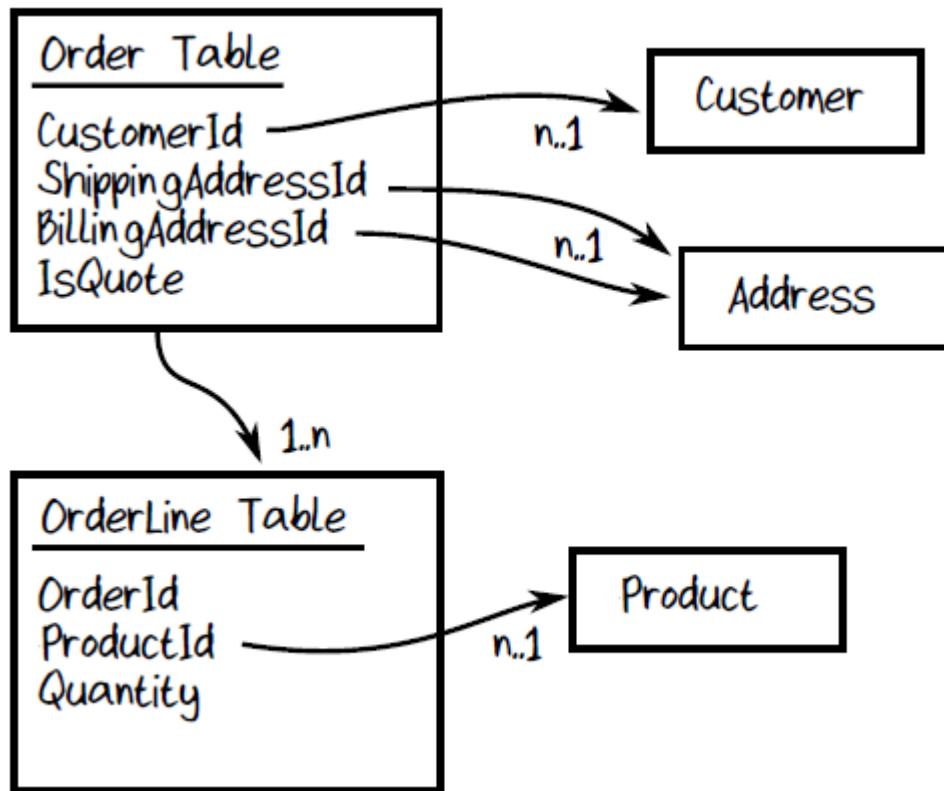 Order Table
CustomerId
ShippingAddressId
BillingAddressId
IsQuote
Customer
n..1
n..1
Address
1..n
OrderLine Table
OrderId
ProductId
Quantity
Product
n..1